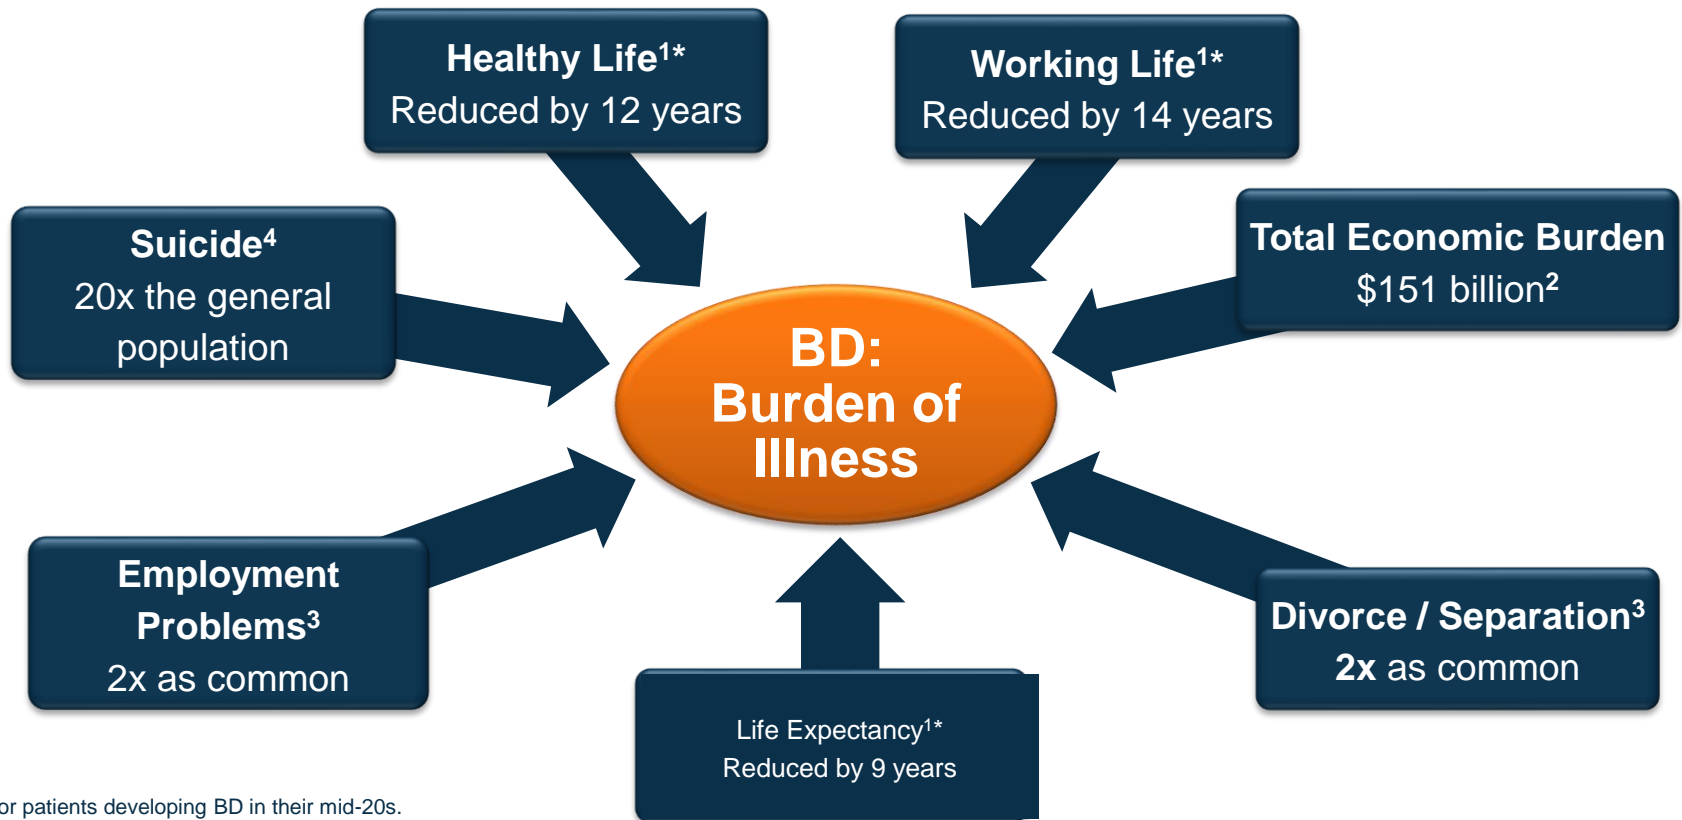 Healthy Life¹*
Reduced by 12 years
Working Life¹*
Reduced by 14 years
Suicide⁴
20x the general
population
Total Economic Burden
$151 billion²
BD:
Burden of
Illness
Employment
Problems³
2x as common
Divorce / Separation³
2x as common
Life Expectancy¹*
Reduced by 9 years
or patients developing BD in their mid-20s.